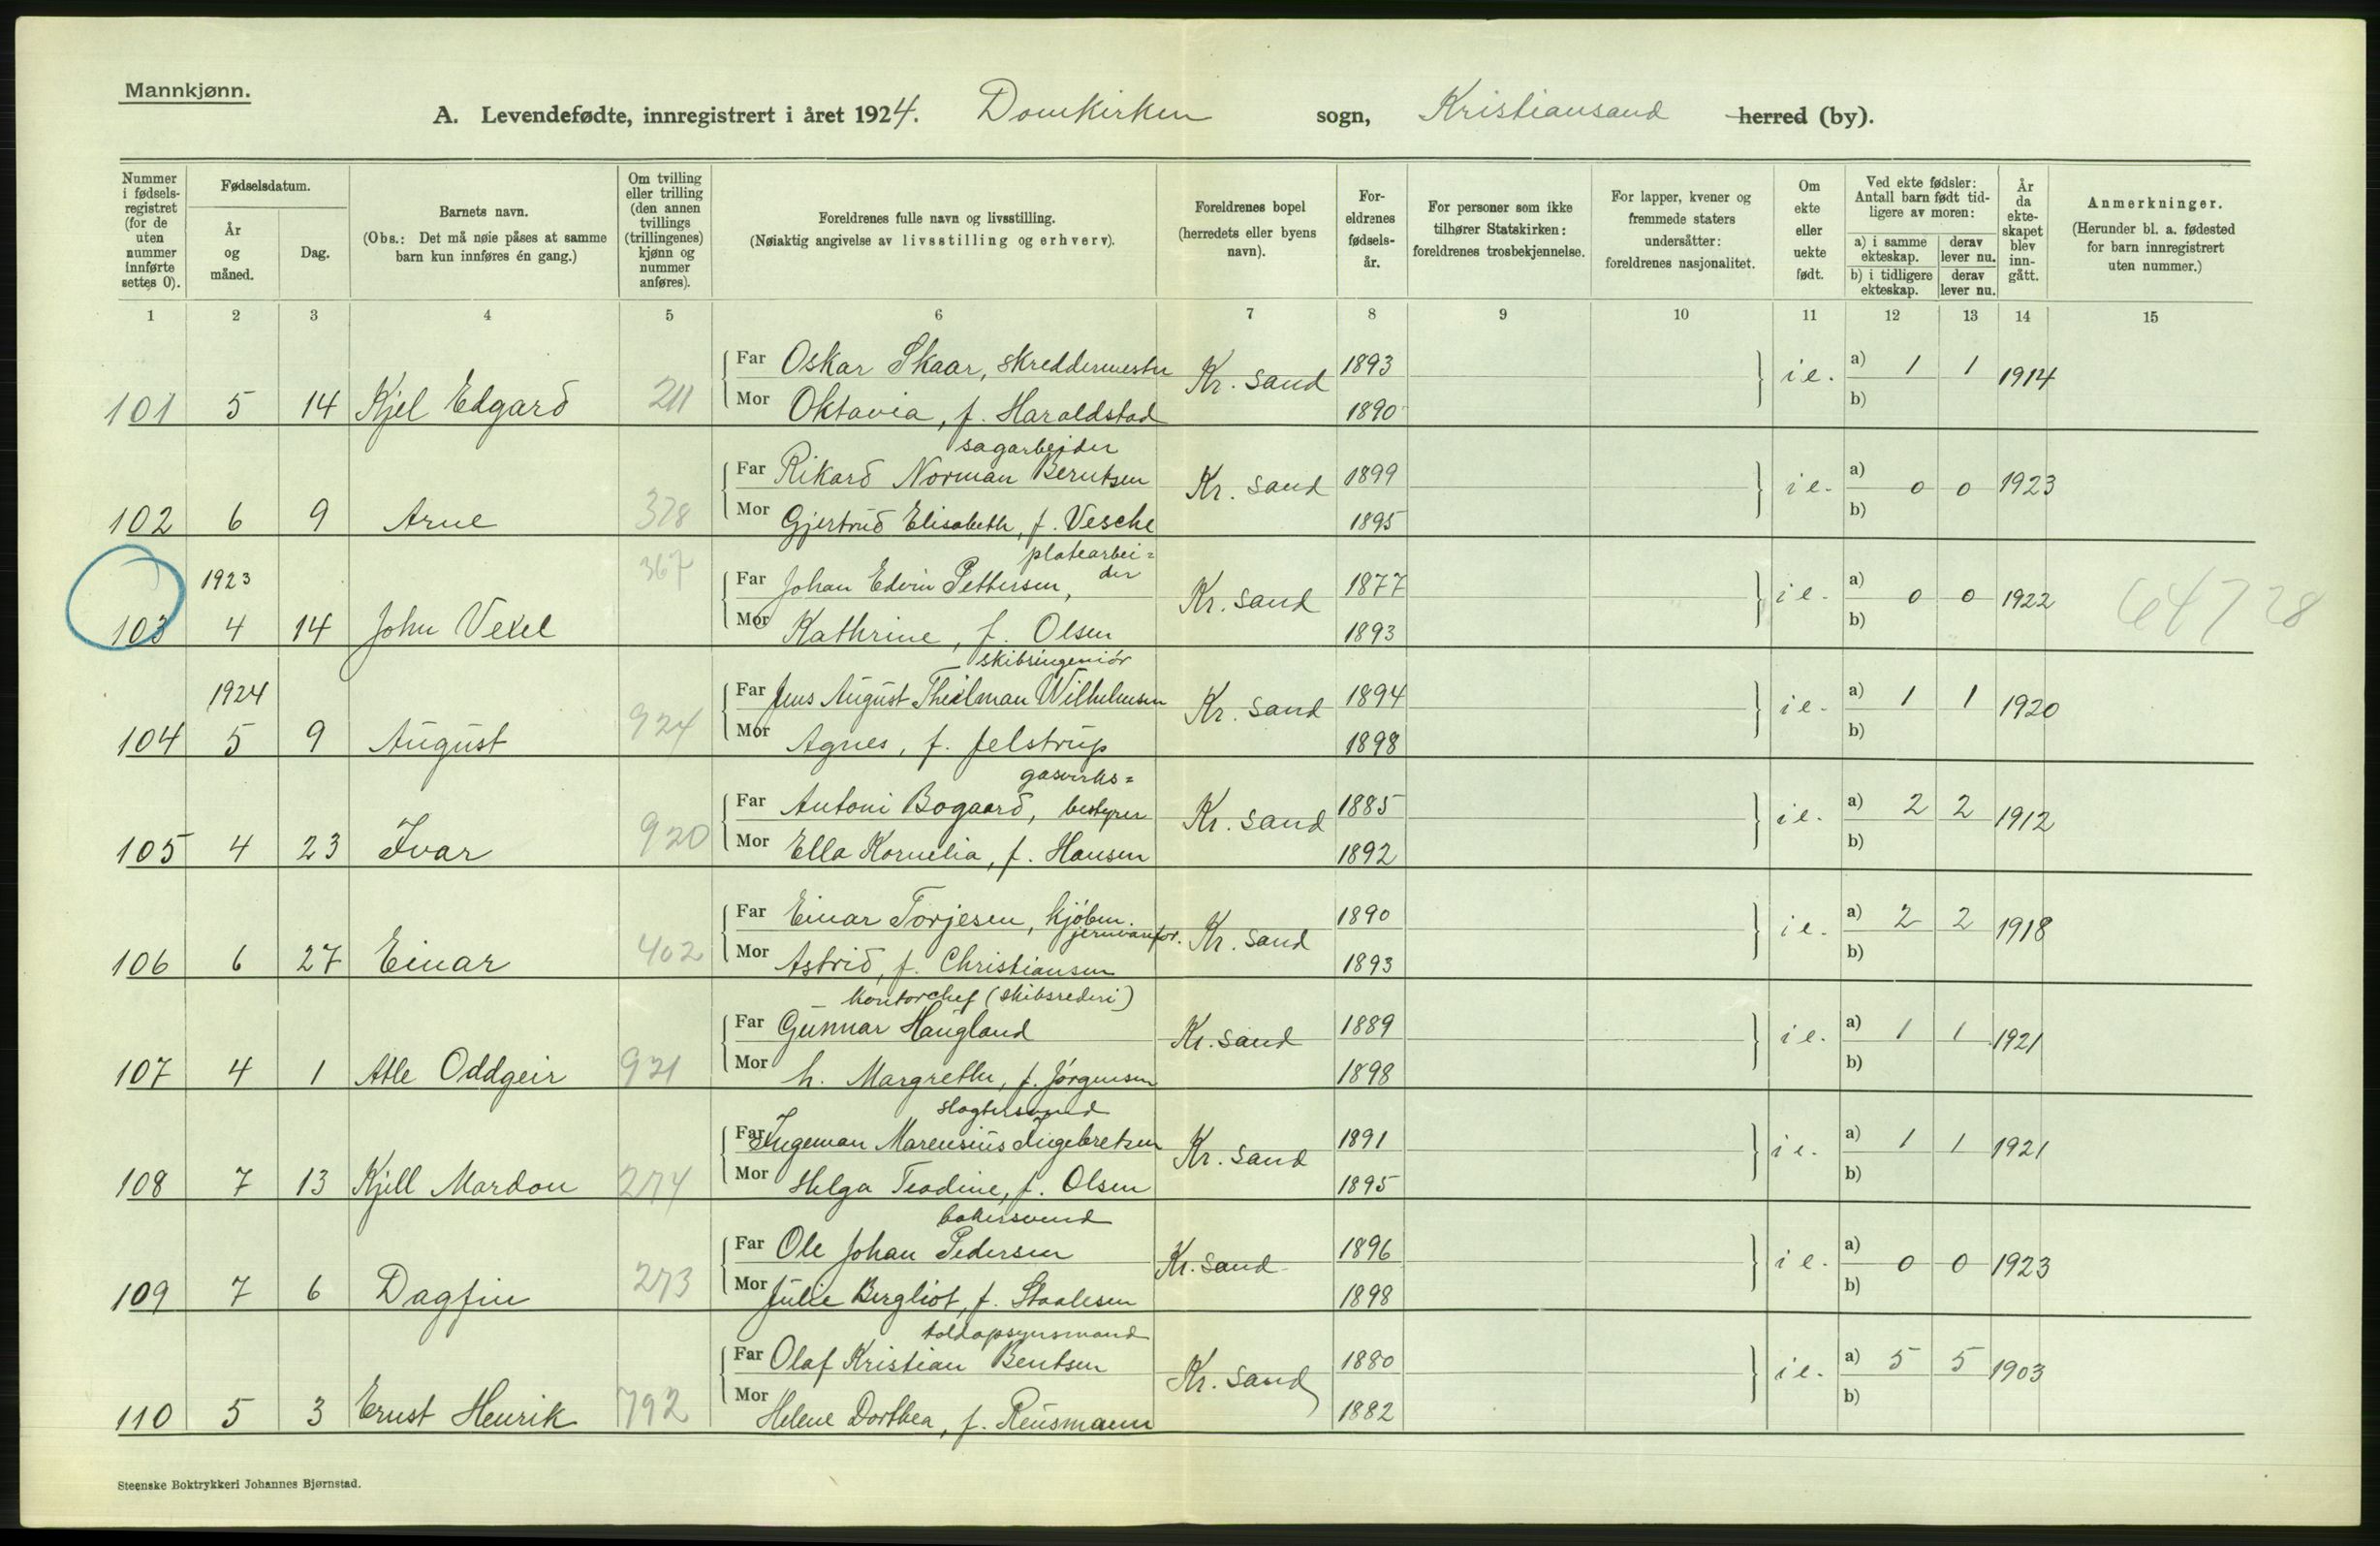 Mannkjønn.
A. Levendefødte, innregistrert i året 1924. Domkirken sogn, Kristiansand herred (by).
Nummer i fødsels-registret (for de uten nummer innførte settes 0).
Fødselsdatum.
År og måned.
Dag.
Barnets navn.
(Obs.: Det må nøie påses at samme barn kun innføres én gang.)
Om tvilling eller trilling (den annen tvillings (trillingenes) kjønn og nummer anføres).
Foreldrenes fulle navn og livsstilling.
(Nøiaktig angivelse av livsstilling og erhverv).
Foreldrenes bopel (herredets eller byens navn).
For-eldrenes fødsels-år.
For personer som ikke tilhører Statskirken: foreldrenes trosbekjennelse.
For lapper, kvener og fremmede staters undersåtter: foreldrenes nasjonalitet.
Om ekte eller uekte født.
Ved ekte fødsler: Antall barn født tid-ligere av moren:
a) i samme ekteskap.
derav lever nu.
b) i tidligere ekteskap.
derav lever nu.
År da ekte-skapet blev inn-gått.
Anmerkninger.
(Herunder bl. a. fødested for barn innregistrert uten nummer.)
1 2 3 4 5 6 7 8 9 10 11 12 13 14 15
Far Oskar Skaar, skreddermester Kr. sand 1893 i e. a) 1 1 1914
101 5 14 Kjel Edgard 211 Mor Oktavia, f. Haraldstad 1890 b)
sagarbejder
Far Rikard Norman Berntsen Kr. sand 1899 i e. a) 0 0 1923
102 6 9 Arne 378 Mor Gjertrud Elisabeth, f. Vesche 1895 b)
platearbei=
1923 367 Far Johan Edvin Pettersen, der Kr. sand 1877 i e. a) 0 0 1922
103 4 14 John Vexel Mor Kathrine, f. Olsen 1893 b)
skibsingeniør
1924 Far Jens August Thielman Wilhelmsen Kr. sand 1894 i e. a) 1 1 1920
104 5 9 August 924 Mor Agnes, f. Jelstrup 1898 b)
gasverks=
Far Antoni Bogaard, bestyrer Kr. sand 1885 i e. a) 2 2 1912
105 4 23 Ivar 920 Mor Ella Kornelia, f. Hansen 1892 b)
Far Einar Torjesen, kjøbm. jernvarefor. Kr. sand 1890 i e. a) 2 2 1918
106 6 27 Einar 402 Mor Astrid, f. Christiansen 1893 b)
kontorchef (skibsrederi)
Far Gunnar Haugland Kr. sand 1889 i e. a) 1 1 1921
107 4 1 Atle Oddgeir 921 Mor h. Margrethe, f. Jørgensen 1898 b)
slagtersvend
Far Ingeman Marensius Ingebretsen Kr. sand 1891 i e. a) 1 1 1921
108 7 13 Kjell Mardon 274 Mor Helga Teodine, f. Olsen 1895 b)
bakersvend
Far Ole Johan Pedersen Kr. sand 1896 i e. a) 0 0 1923
109 7 6 Dagfin 273 Mor Julie Bergliot, f. Staalesen 1898 b)
toldopsynsmand
Far Olaf Kristian Bentsen Kr. sand 1880 i e. a) 5 5 1903
110 5 3 Ernst Henrik 792 Mor Helene Dorthea, f. Reusmann 1882 b)
Steenske Boktrykkeri Johannes Bjørnstad.